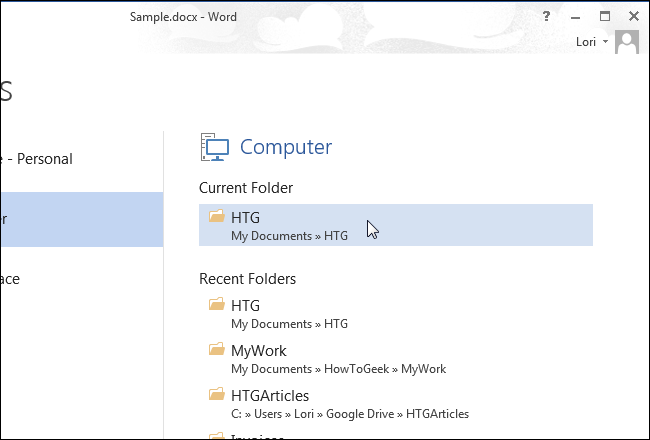 Sample.docx - Word
?
Lori
s
e - Personal
er
ace
Computer
Current Folder
HTG
My Documents » HTG
Recent Folders
HTG
My Documents » HTG
MyWork
My Documents » HowToGeek » MyWork
HTGArticles
C: » Users » Lori » Google Drive » HTGArticles